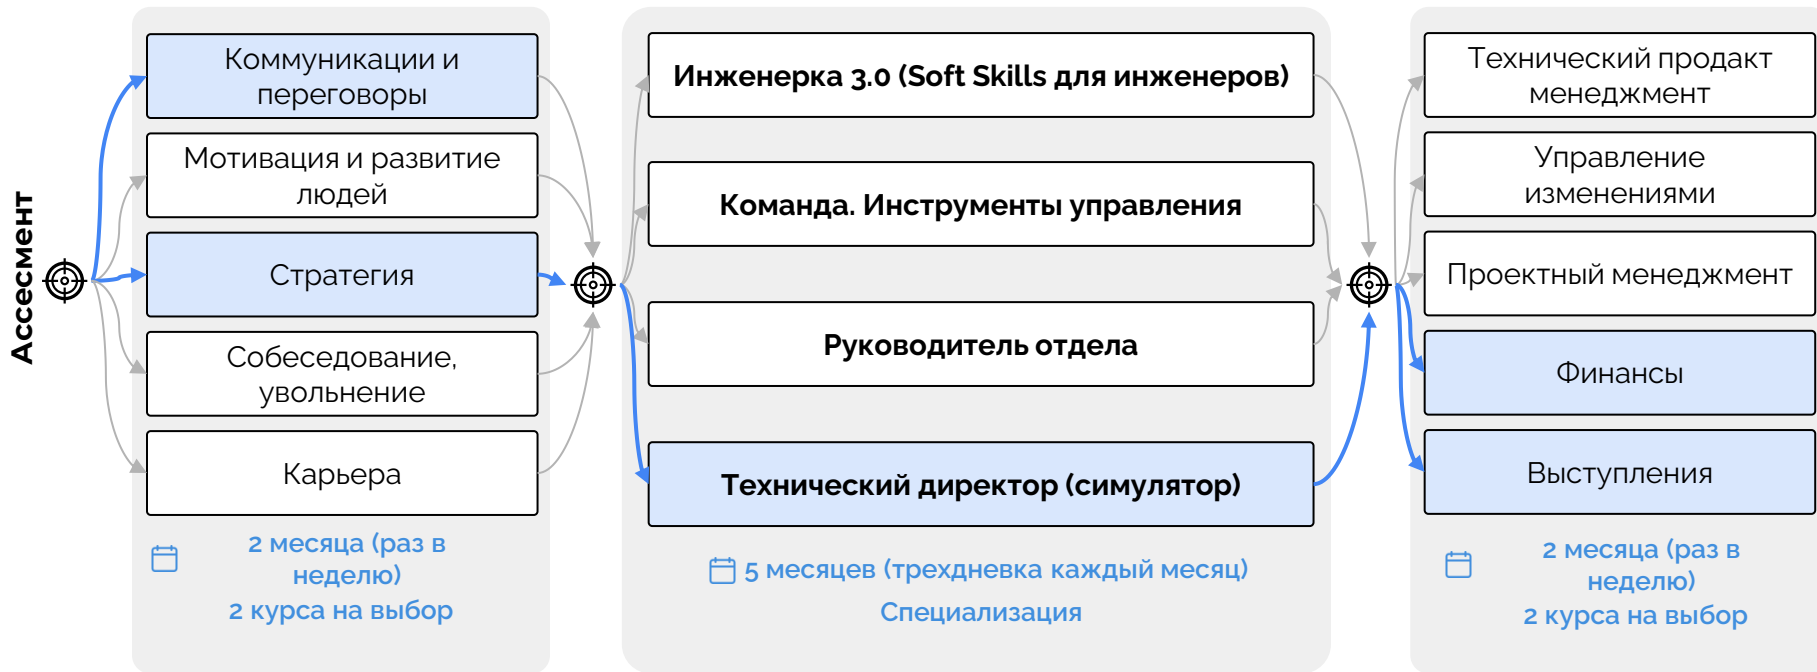 Ассесмент
Коммуникации и
переговоры
Мотивация и развитие
людей
Стратегия
Собеседование,
увольнение
Карьера
2 месяца (раз в
неделю)
2 курса на выбор
Инженерка 3.0 (Soft Skills для инженеров)
Команда. Инструменты управления
Руководитель отдела
Технический директор (симулятор)
5 месяцев (трехдневка каждый месяц)
Специализация
Технический продакт
менеджмент
Управление
изменениями
Проектный менеджмент
Финансы
Выступления
2 месяца (раз в
неделю)
2 курса на выбор